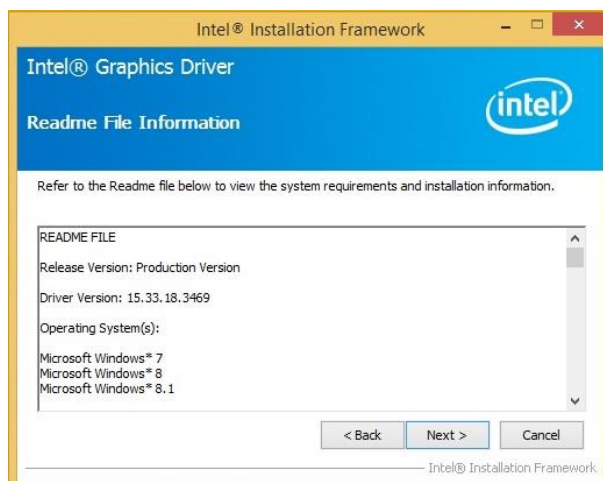 Intel® Installation Framework
Intel® Graphics Driver
intel
Readme File Information
Refer to the Readme file below to view the system requirements and installation information.
README FILE
Release Version: Production Version
Driver Version: 15.33.18.3469
Operating System(s):
Microsoft Windows* 7
Microsoft Windows* 8
Microsoft Windows* 8.1
< Back
Next >
Cancel
Intel® Installation Framework